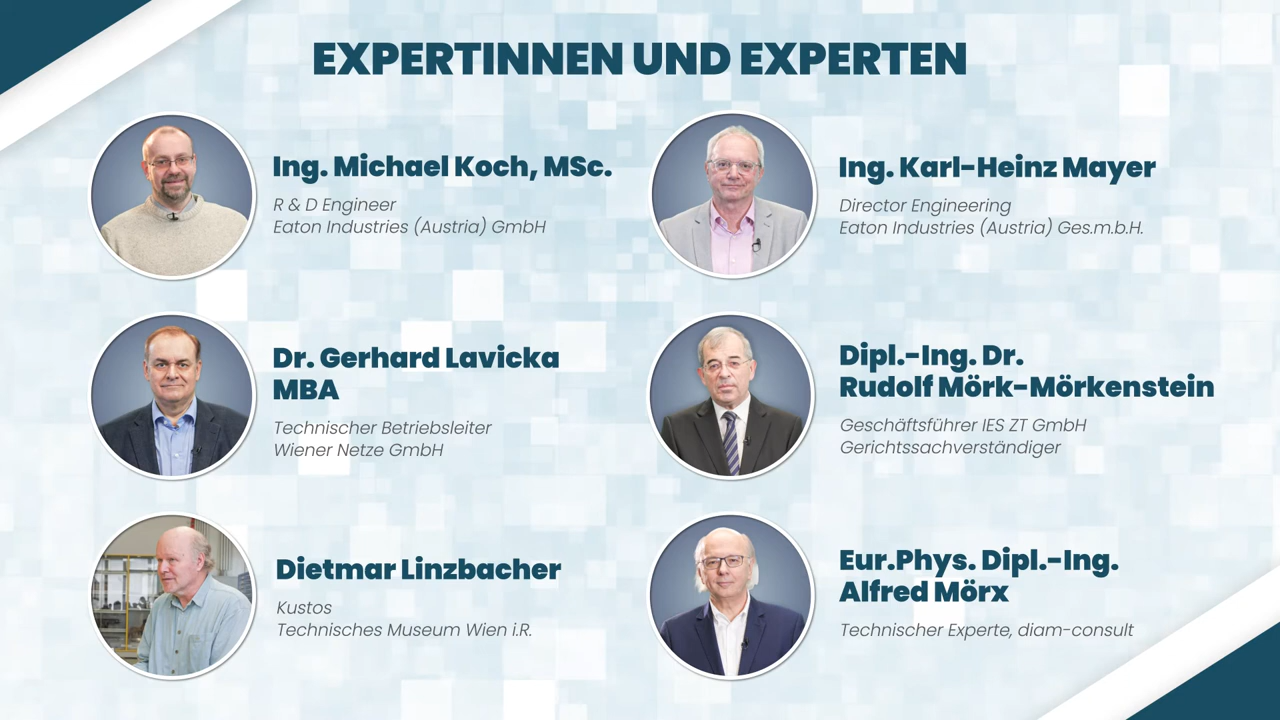 EXPERTINNEN UND EXPERTEN
Ing. Michael Koch, MSc.
R & D Engineer
Eaton Industries (Austria) GmbH
Ing. Karl-Heinz Mayer
Director Engineering
Eaton Industries (Austria) Ges.m.b.H.
Dr. Gerhard Lavicka
MBA
Technischer Betriebsleiter
Wiener Netze GmbH
Dipl.-Ing. Dr.
Rudolf Mörk-Mörkenstein
Geschäftsführer IES ZT GmbH
Gerichtssachverständiger
Dietmar Linzbacher
Kustos
Technisches Museum Wien i.R.
Eur.Phys. Dipl.-Ing.
Alfred Mörx
Technischer Experte, diam-consult